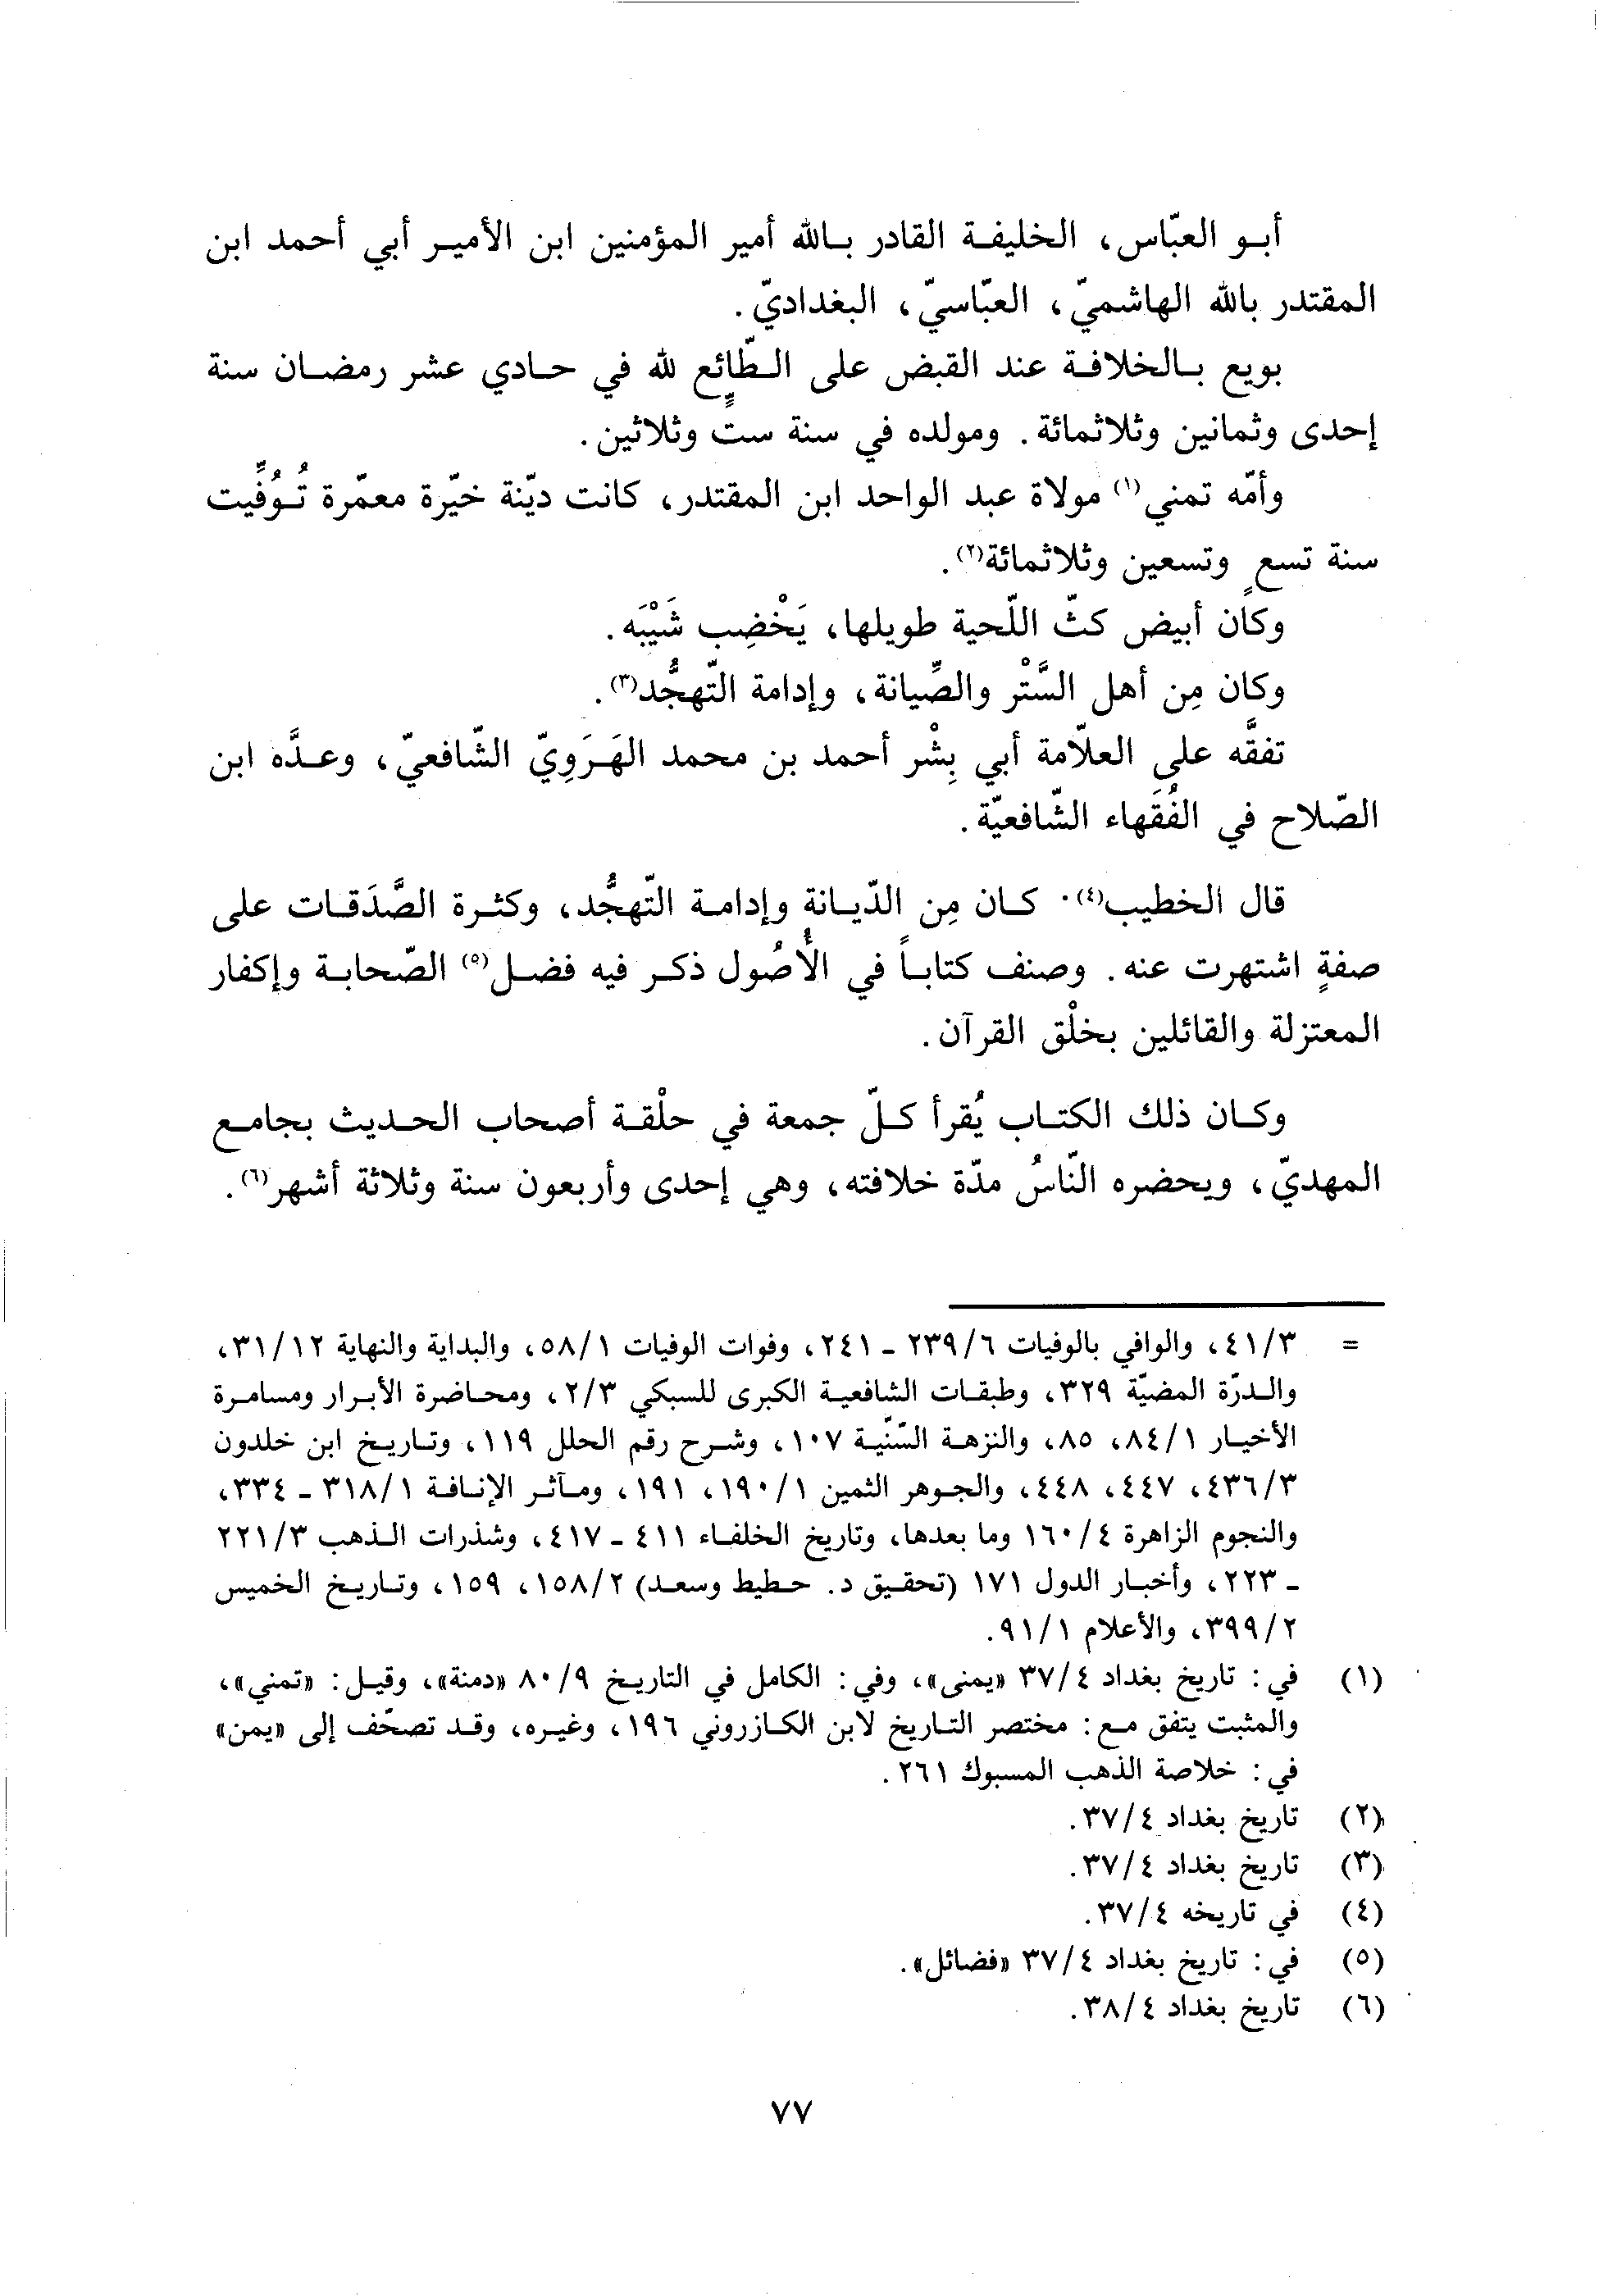 أبو العبّاس، الخليفة القادر بالله أمير المؤمنين ابن الأمير أبي أحمد ابن
المقتدر بالله الهاشميّ، العبّاسيّ، البغداديّ.
بويع بالخلافة عند القبض على الطّائع لله في حادي عشر رمضان سنة
إحدى وثمانين وثلاثمائة. ومولده في سنة ستٍّ وثلاثين.
وأمّه تمني(١) مولاة عبد الواحد ابن المقتدر، كانت ديّنة خيّرة معمّرة تُوُفِّيت
سنة تسعٍ وتسعين وثلاثمائة(٢).
وكان أبيض كثّ اللّحية طويلها، يَخْضِب شَيْبَه.
وكان مِن أهل السَّتْر والصِّيانة، وإدامة التّهجُّد(٣).
تفقَّه على العلّامة أبي بِشْر أحمد بن محمد الهَرَوِيّ الشّافعيّ، وعدَّه ابن
الصّلاح في الفُقَهاء الشّافعيّة.
قال الخطيب(٤): كان مِن الدّيانة وإدامة التّهجُّد، وكثرة الصَّدَقات على
صفةٍ اشتهرت عنه. وصنف كتاباً في الأُصُول ذكر فيه فضل(٥) الصّحابة وإكفار
المعتزلة والقائلين بخلْق القرآن.
وكان ذلك الكتاب يُقرأ كلّ جمعة في حلْقة أصحاب الحديث بجامع
المهديّ، ويحضره النّاسُ مدّة خلافته، وهي إحدى وأربعون سنة وثلاثة أشهر(٦).
= ٤١/٣، والوافي بالوفيات ٢٣٩/٦ ـ ٢٤١، وفوات الوفيات ٥٨/١، والبداية والنهاية ٣١/١٢،
والدرّة المضيّة ٣٢٩، وطبقات الشافعية الكبرى للسبكي ٢/٣، ومحاضرة الأبرار ومسامرة
الأخيار ٨٤/١، ٨٥، والنزهة السّنّية ١٠٧، وشرح رقم الحلل ١١٩، وتاريخ ابن خلدون
٤٣٦/٣، ٤٤٧، ٤٤٨، والجوهر الثمين ١٩٠/١، ١٩١، ومآثر الإنافة ٣١٨/١ ـ ٣٣٤،
والنجوم الزاهرة ١٦٠/٤ وما بعدها، وتاريخ الخلفاء ٤١١ ـ ٤١٧، وشذرات الذهب ٢٢١/٣
ـ ٢٢٣، وأخبار الدول ١٧١ (تحقيق د. حطيط وسعد) ١٥٨/٢، ١٥٩، وتاريخ الخميس
٣٩٩/٢، والأعلام ٩١/١.
(١) في: تاريخ بغداد ٣٧/٤ «يمنى»، وفي: الكامل في التاريخ ٨٠/٩ «دمنة»، وقيل: «تمني»،
والمثبت يتفق مع: مختصر التاريخ لابن الكازروني ١٩٦، وغيره، وقد تصحّف إلى «يمن»
في: خلاصة الذهب المسبوك ٢٦١.
(٢) تاريخ بغداد ٣٧/٤.
(٣) تاريخ بغداد ٣٧/٤.
(٤) في تاريخه ٣٧/٤.
(٥) في: تاريخ بغداد ٣٧/٤ «فضائل».
(٦) تاريخ بغداد ٣٨/٤.
٧٧